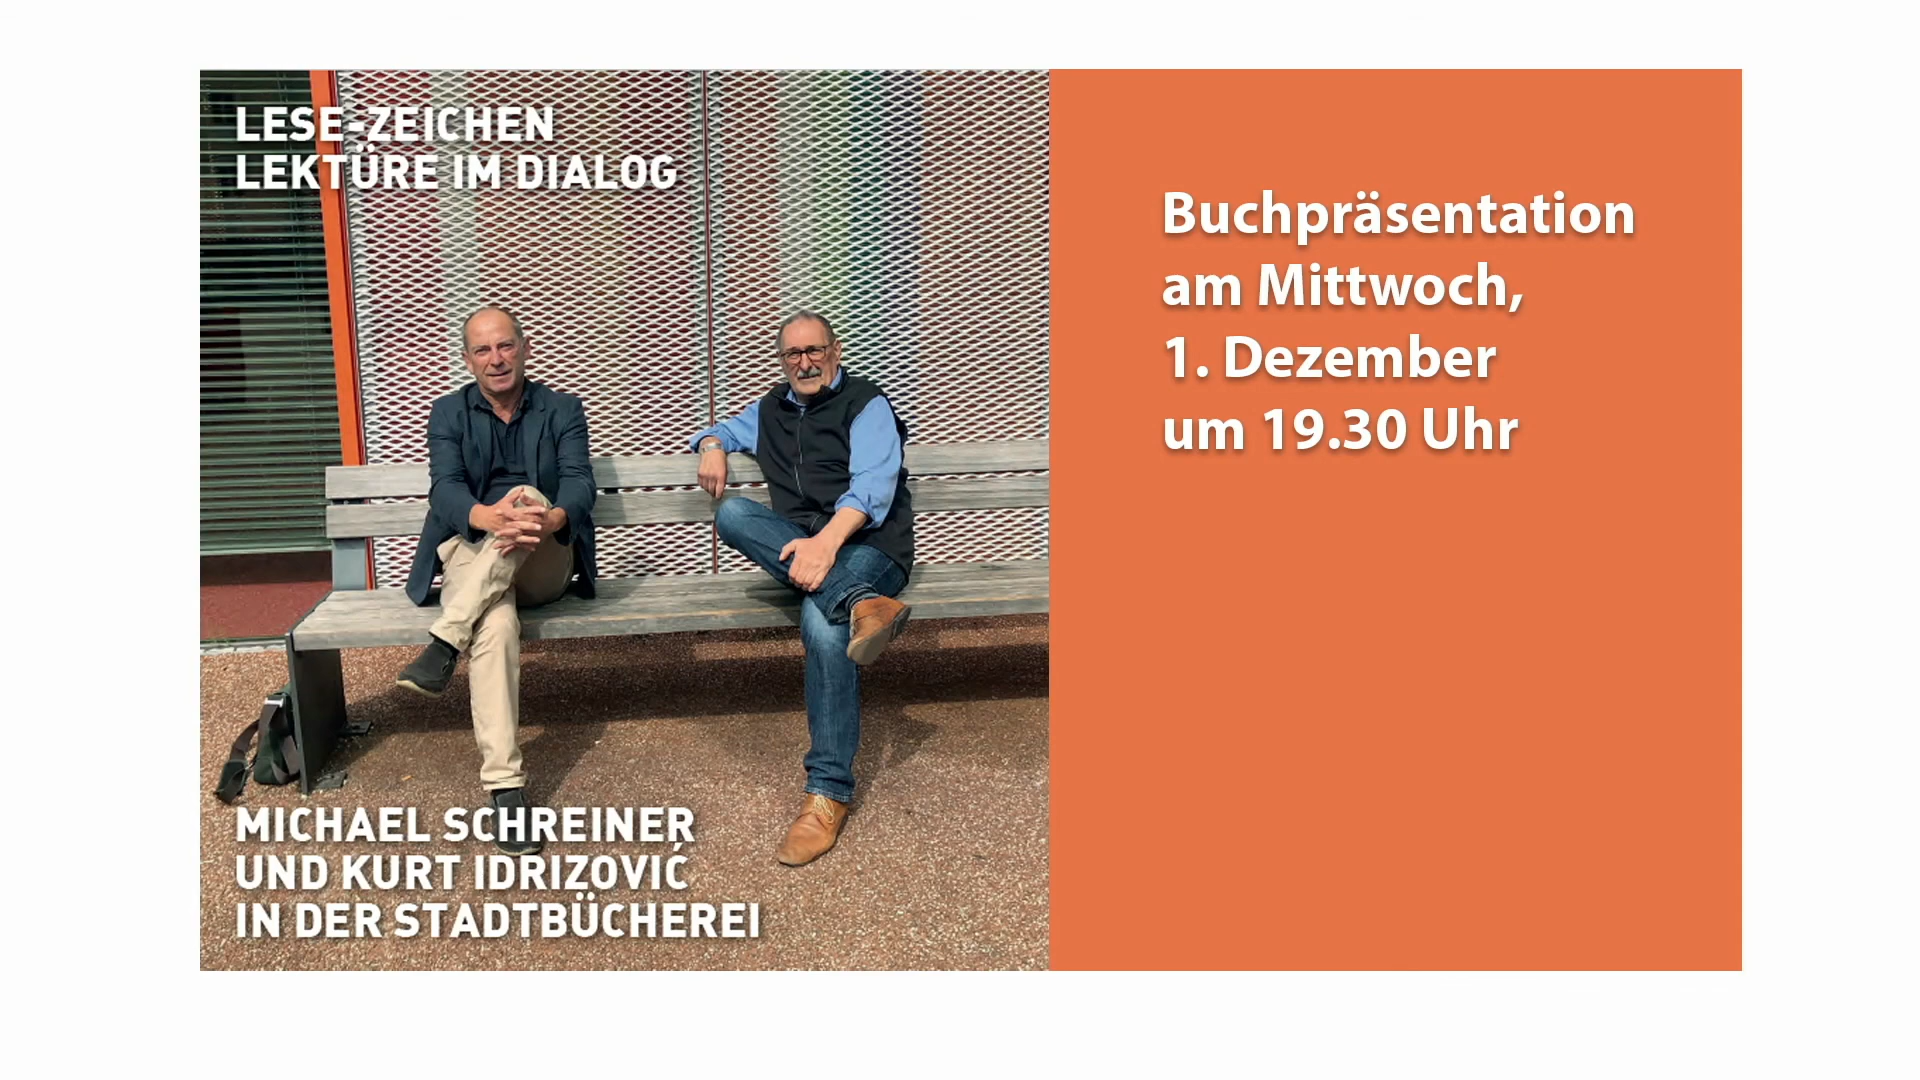 LESE-ZEICHEN
LEKTÜRE IM DIALOG
MICHAEL SCHREINER
UND KURT IDRIZOVIĆ
IN DER STADTBÜCHEREI
Buchpräsentation
am Mittwoch,
1. Dezember
um 19.30 Uhr